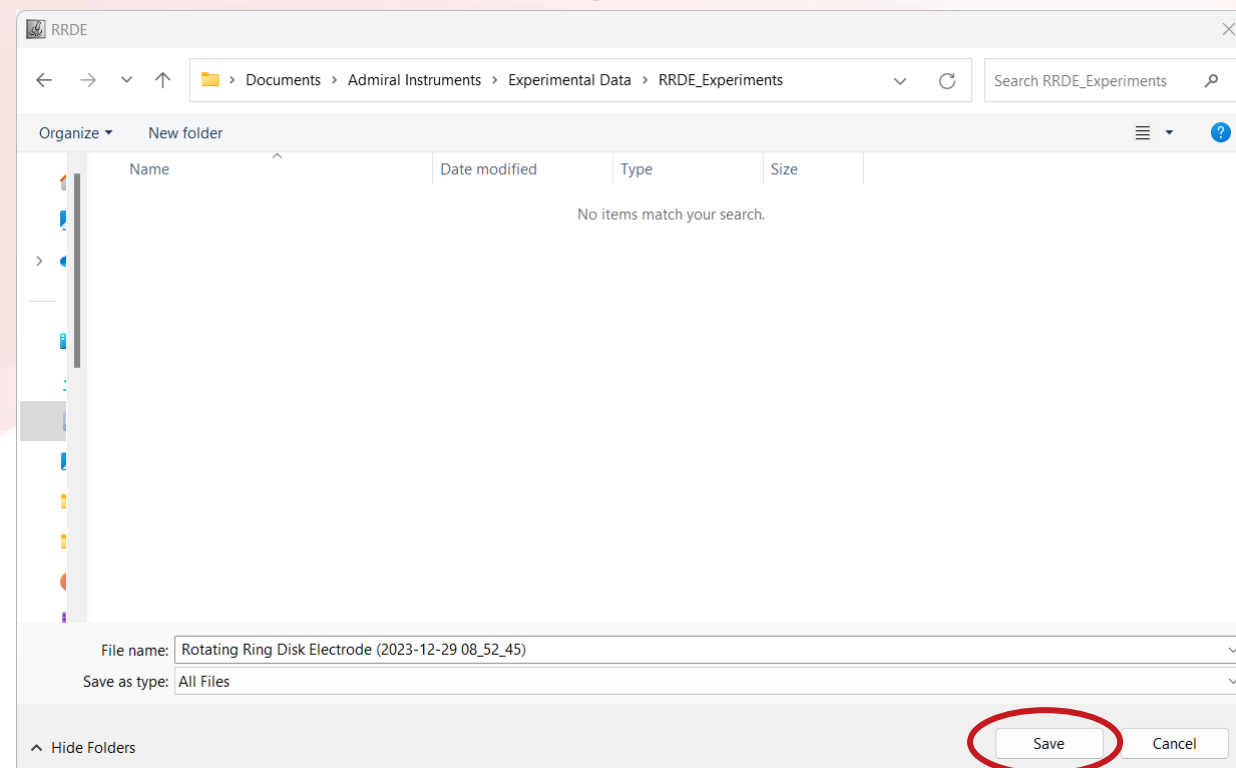 RRDE
Documents > Admiral Instruments > Experimental Data > RRDE_Experiments
Search RRDE_Experiments
Organize New folder
Name Date modified Type Size
No items match your search.
File name: Rotating Ring Disk Electrode (2023-12-29 08_52_45)
Save as type: All Files
Hide Folders Save Cancel